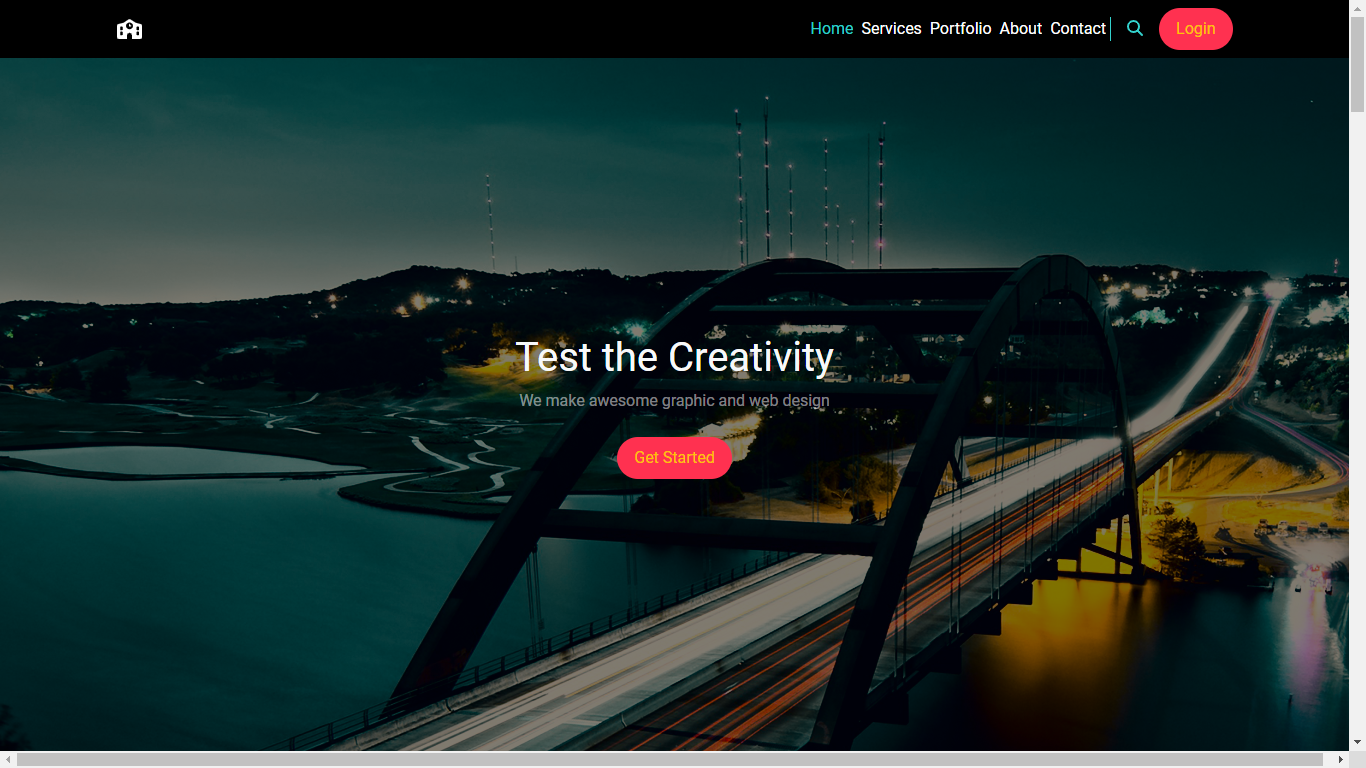 Home Services Portfolio About Contact Login
Test the Creativity
We make awesome graphic and web design
Get Started